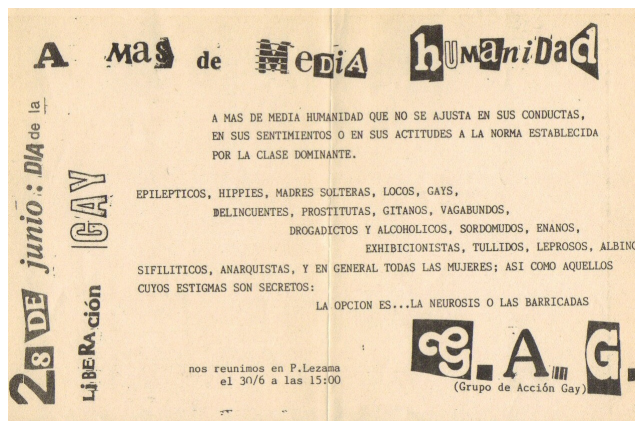 A MaS de MeDiA humaniDad
28 DE junio: DIA de la
LiBERAción GAY
A MAS DE MEDIA HUMANIDAD QUE NO SE AJUSTA EN SUS CONDUCTAS,
EN SUS SENTIMIENTOS O EN SUS ACTITUDES A LA NORMA ESTABLECIDA
POR LA CLASE DOMINANTE.
EPILEPTICOS, HIPPIES, MADRES SOLTERAS, LOCOS, GAYS,
DELINCUENTES, PROSTITUTAS, GITANOS, VAGABUNDOS,
DROGADICTOS Y ALCOHOLICOS, SORDOMUDOS, ENANOS,
EXHIBICIONISTAS, TULLIDOS, LEPROSOS, ALBINO
SIFILITICOS, ANARQUISTAS, Y EN GENERAL TODAS LAS MUJERES; ASI COMO AQUELLOS
CUYOS ESTIGMAS SON SECRETOS:
LA OPCION ES...LA NEUROSIS O LAS BARRICADAS
nos reunimos en P.Lezama
el 30/6 a las 15:00
G. A. G.
(Grupo de Acción Gay)